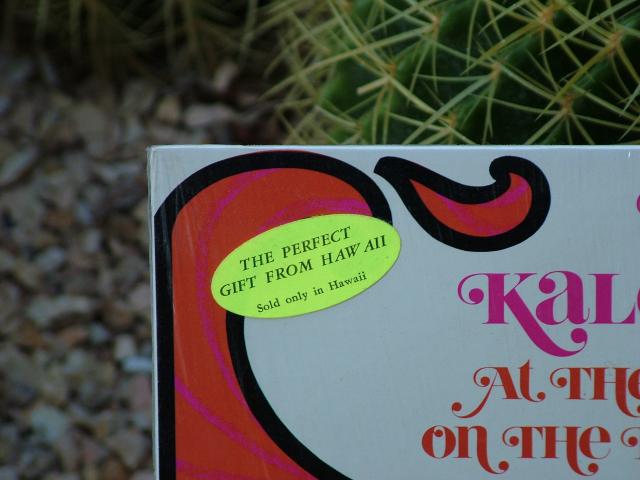 THE PERFECT
GIFT FROM HAWAII
Sold only in Hawaii
KAL
At THE
ON THE